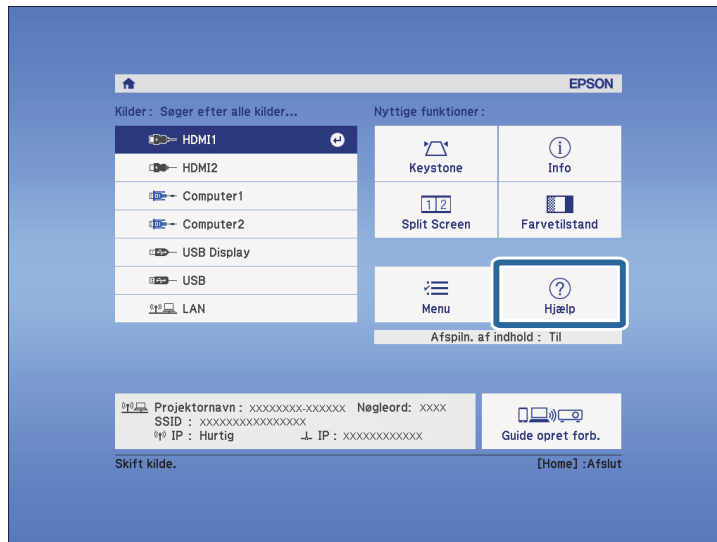 EPSON
Kilder : Søger efter alle kilder...
HDMI1
HDMI2
Computer1
Computer2
USB Display
USB
LAN
Nyttige funktioner :
Keystone
Info
1 2
Split Screen
Farvetilstand
Menu
Hjælp
Afspiln. af indhold : Til
Projektornavn : XXXXXXXX-XXXXXX Nøgleord: XXXX
SSID : XXXXXXXXXXXXXXXX
IP : Hurtig IP : XXXXXXXXXXXX
Guide opret forb.
Skift kilde.
[Home] :Afslut